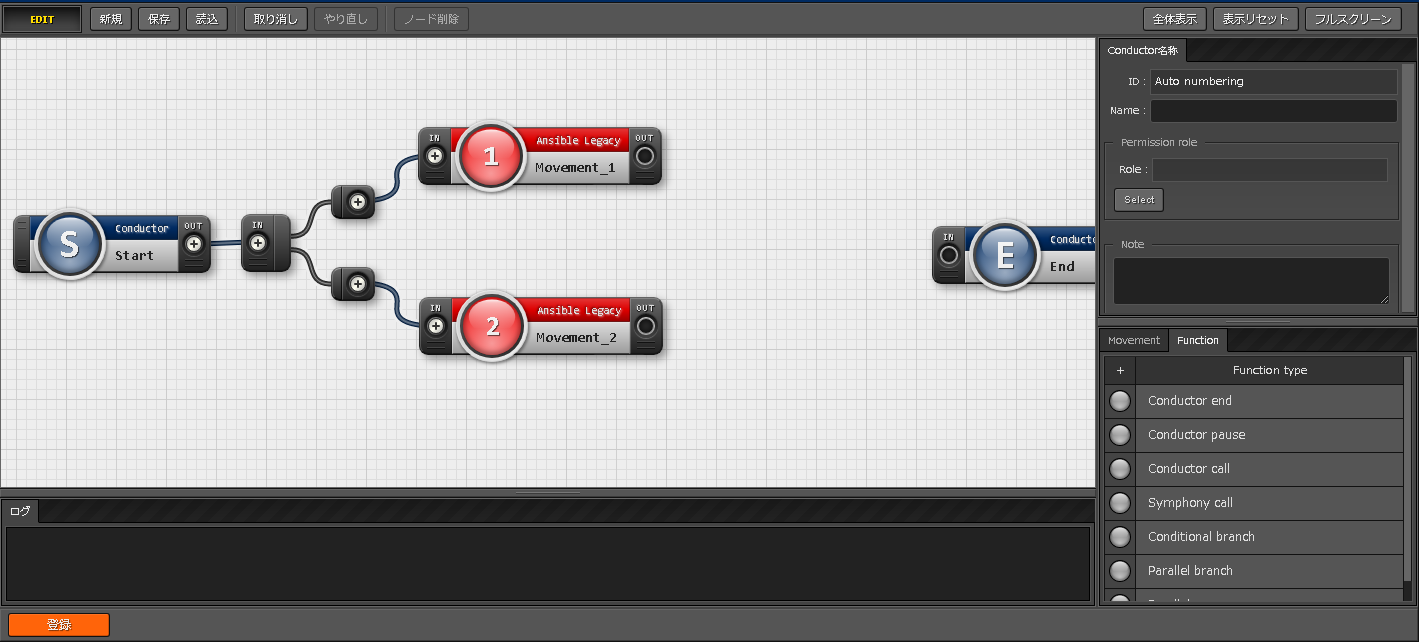 EDIT 新規 保存 読込 取り消し やり直し ノード削除 全体表示 表示リセット フルスクリーン
IN Ansible Legacy OUT
1
Movement_1
Conductor OUT
S
Start
IN
IN Conducto
E
End
IN Ansible Legacy OUT
2
Movement_2
Conductor名称
ID : Auto numbering
Name :
Permission role
Role :
Select
Note
Movement Function
+ Function type
Conductor end
Conductor pause
Conductor call
Symphony call
Conditional branch
Parallel branch
ログ
登録